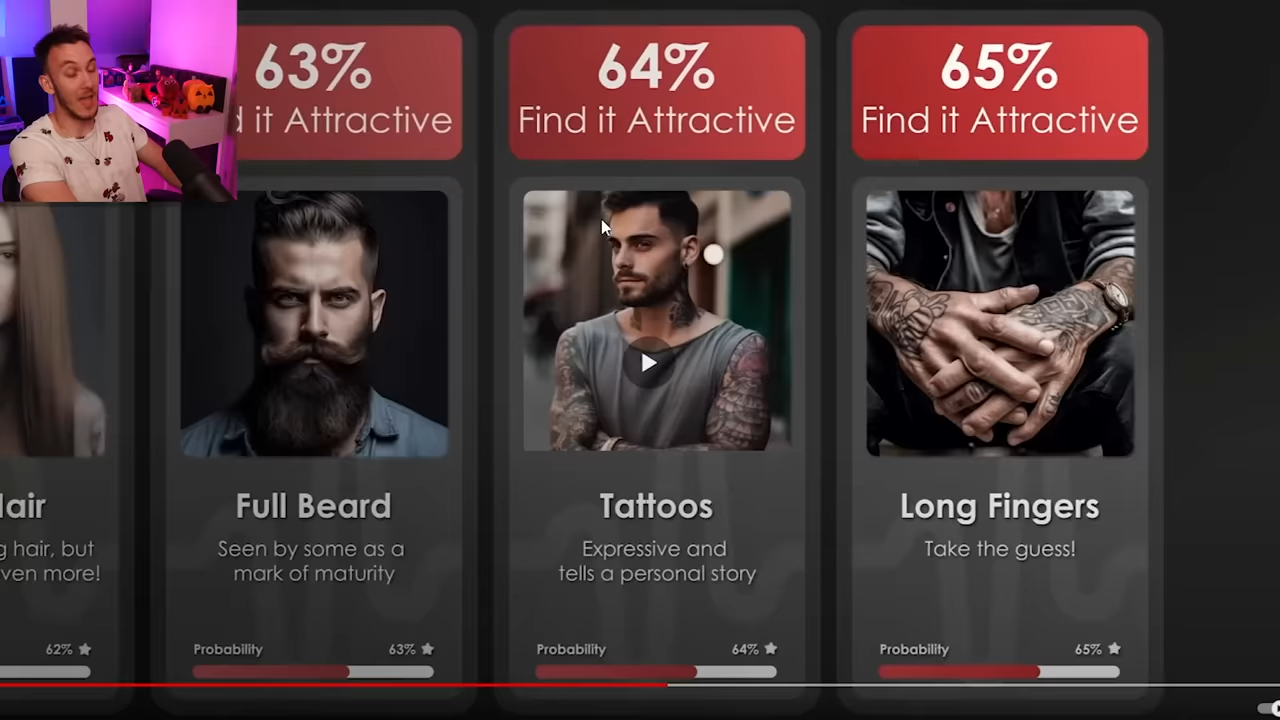 63%
it Attractive
64%
Find it Attractive
65%
Find it Attractive
Full Beard
Seen by some as a
mark of maturity
Probability 63%
Tattoos
Expressive and
tells a personal story
Probability 64%
Long Fingers
Take the guess!
Probability 65%
hair, but
even more!
62%